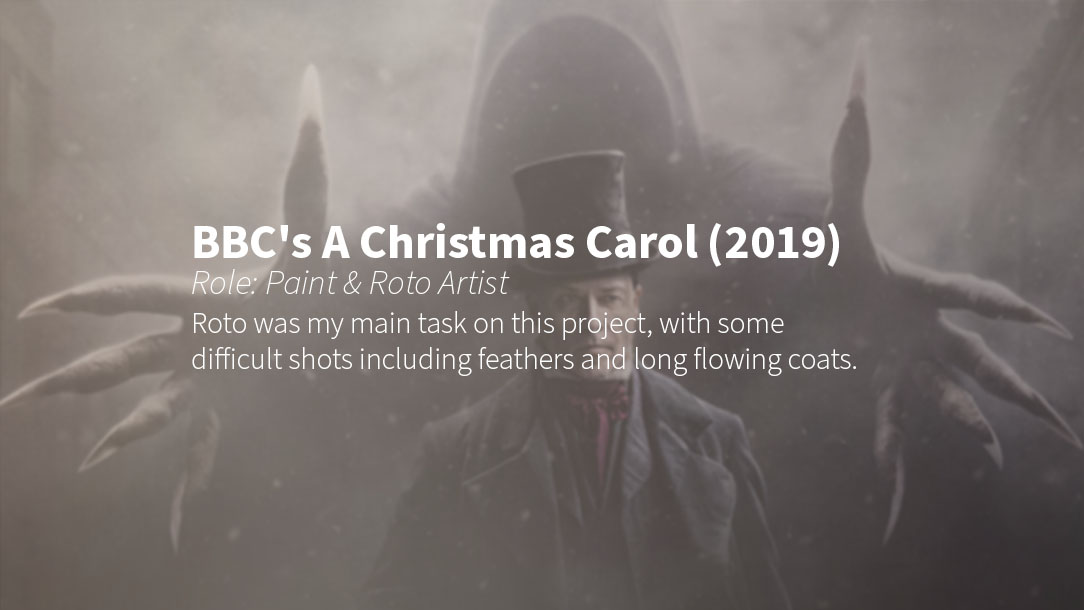 BBC's A Christmas Carol (2019)
Role: Paint & Roto Artist
Roto was my main task on this project, with some
difficult shots including feathers and long flowing coats.